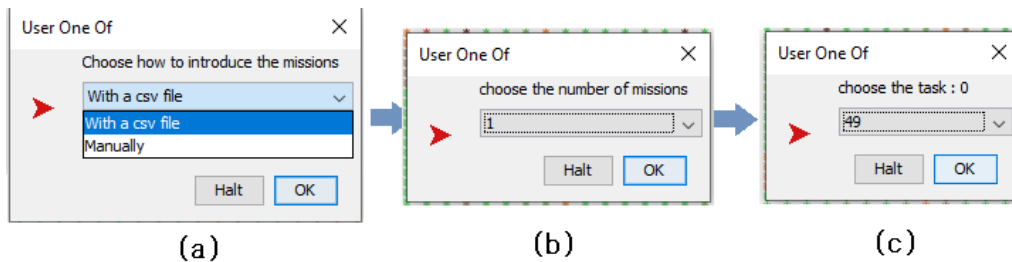 User One Of
Choose how to introduce the missions
With a csv file
With a csv file
Manually
Halt
OK
(a)
User One Of
choose the number of missions
1
Halt
OK
(b)
User One Of
choose the task : 0
49
Halt
OK
(c)